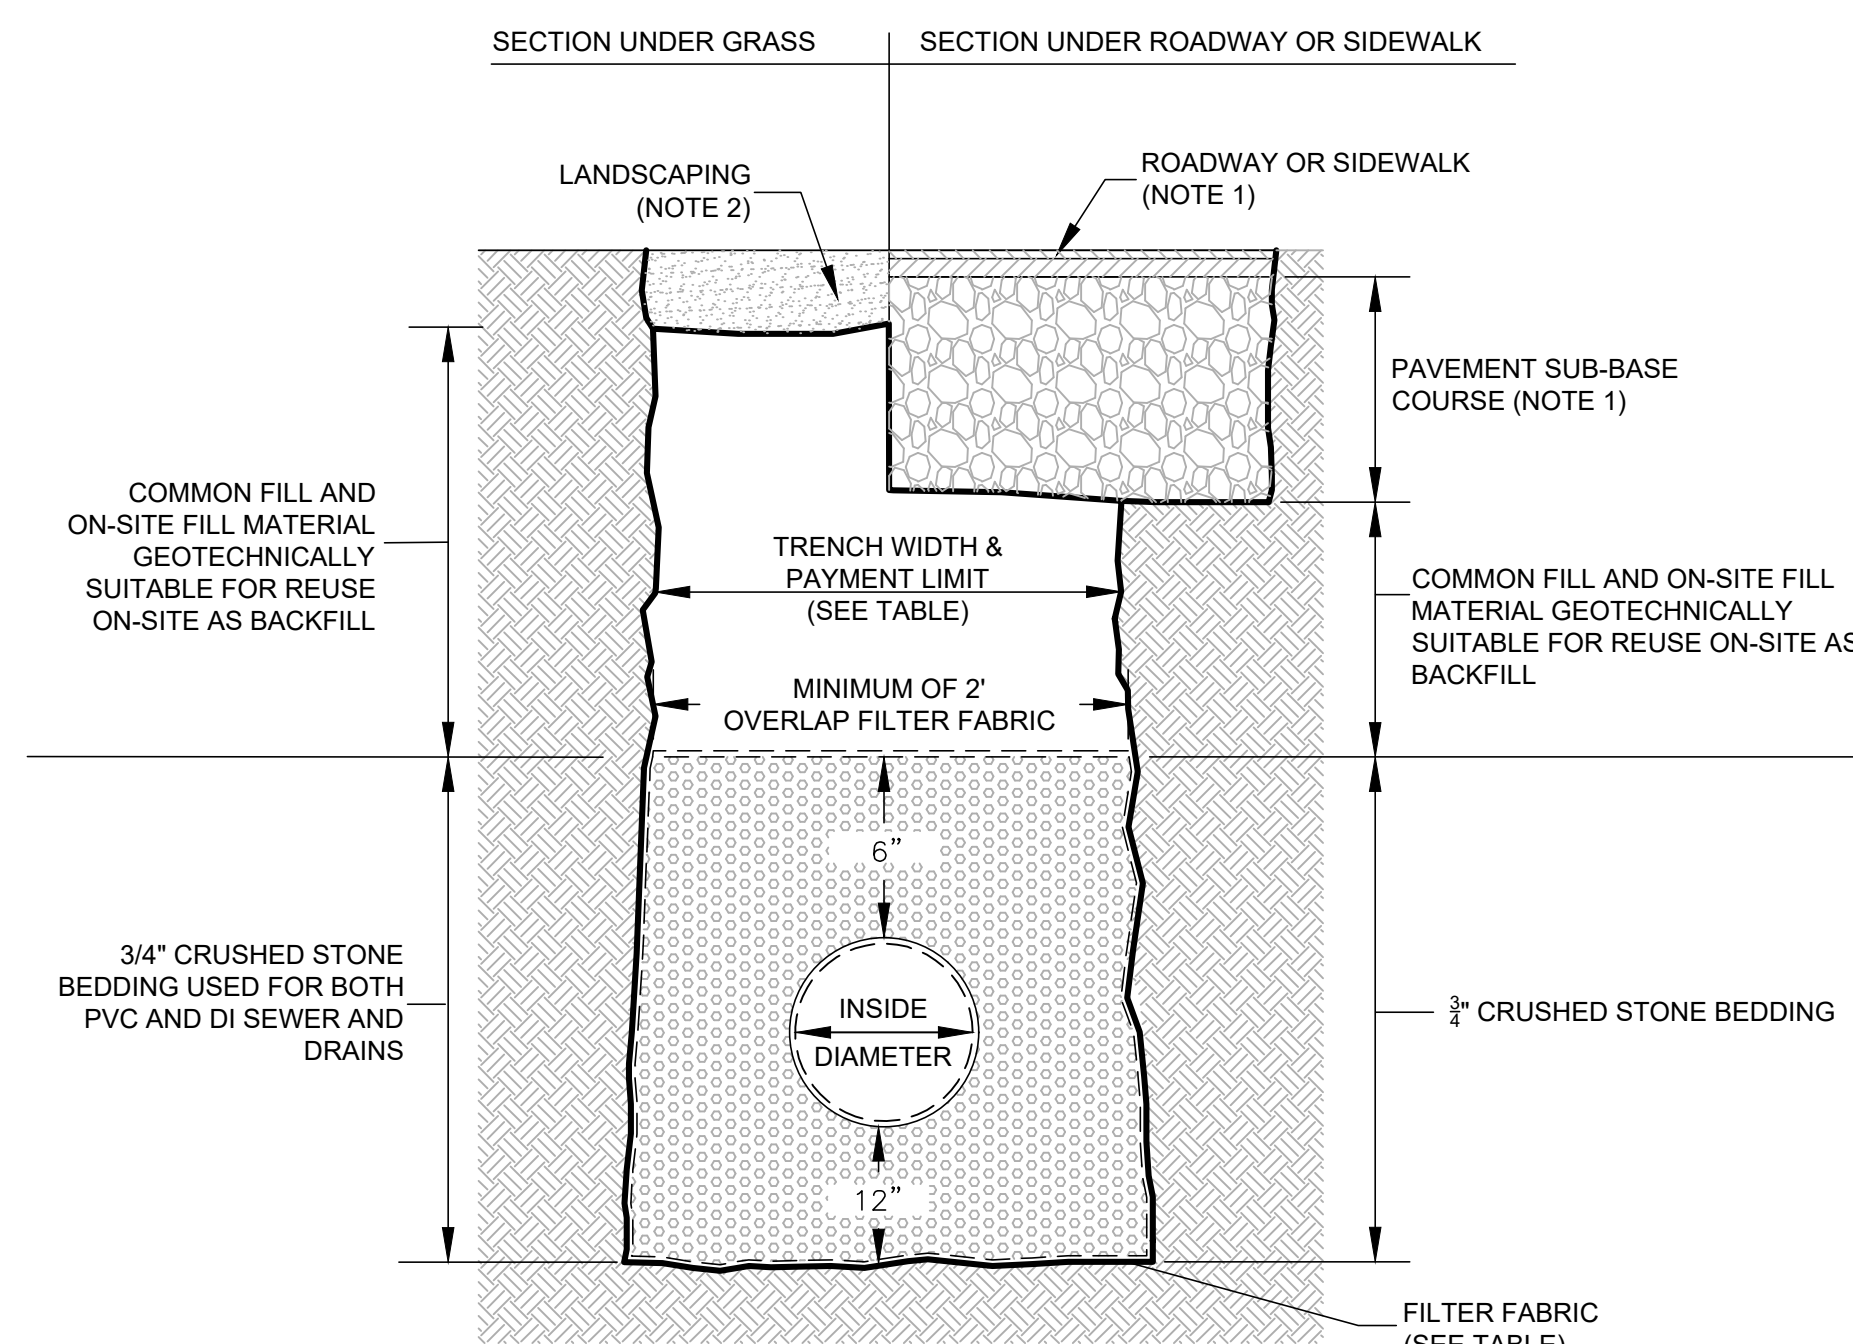 SECTION UNDER GRASS
SECTION UNDER ROADWAY OR SIDEWALK
LANDSCAPING
(NOTE 2)
ROADWAY OR SIDEWALK
(NOTE 1)
PAVEMENT SUB-BASE
COURSE (NOTE 1)
COMMON FILL AND
ON-SITE FILL MATERIAL
GEOTECHNICALLY
SUITABLE FOR REUSE
ON-SITE AS BACKFILL
TRENCH WIDTH &
PAYMENT LIMIT
(SEE TABLE)
COMMON FILL AND ON-SITE FILL
MATERIAL GEOTECHNICALLY
SUITABLE FOR REUSE ON-SITE AS
BACKFILL
MINIMUM OF 2'
OVERLAP FILTER FABRIC
6”
3/4" CRUSHED STONE
BEDDING USED FOR BOTH
PVC AND DI SEWER AND
DRAINS
INSIDE
DIAMETER
¾" CRUSHED STONE BEDDING
12”
FILTER FABRIC
(SEE TABLE)